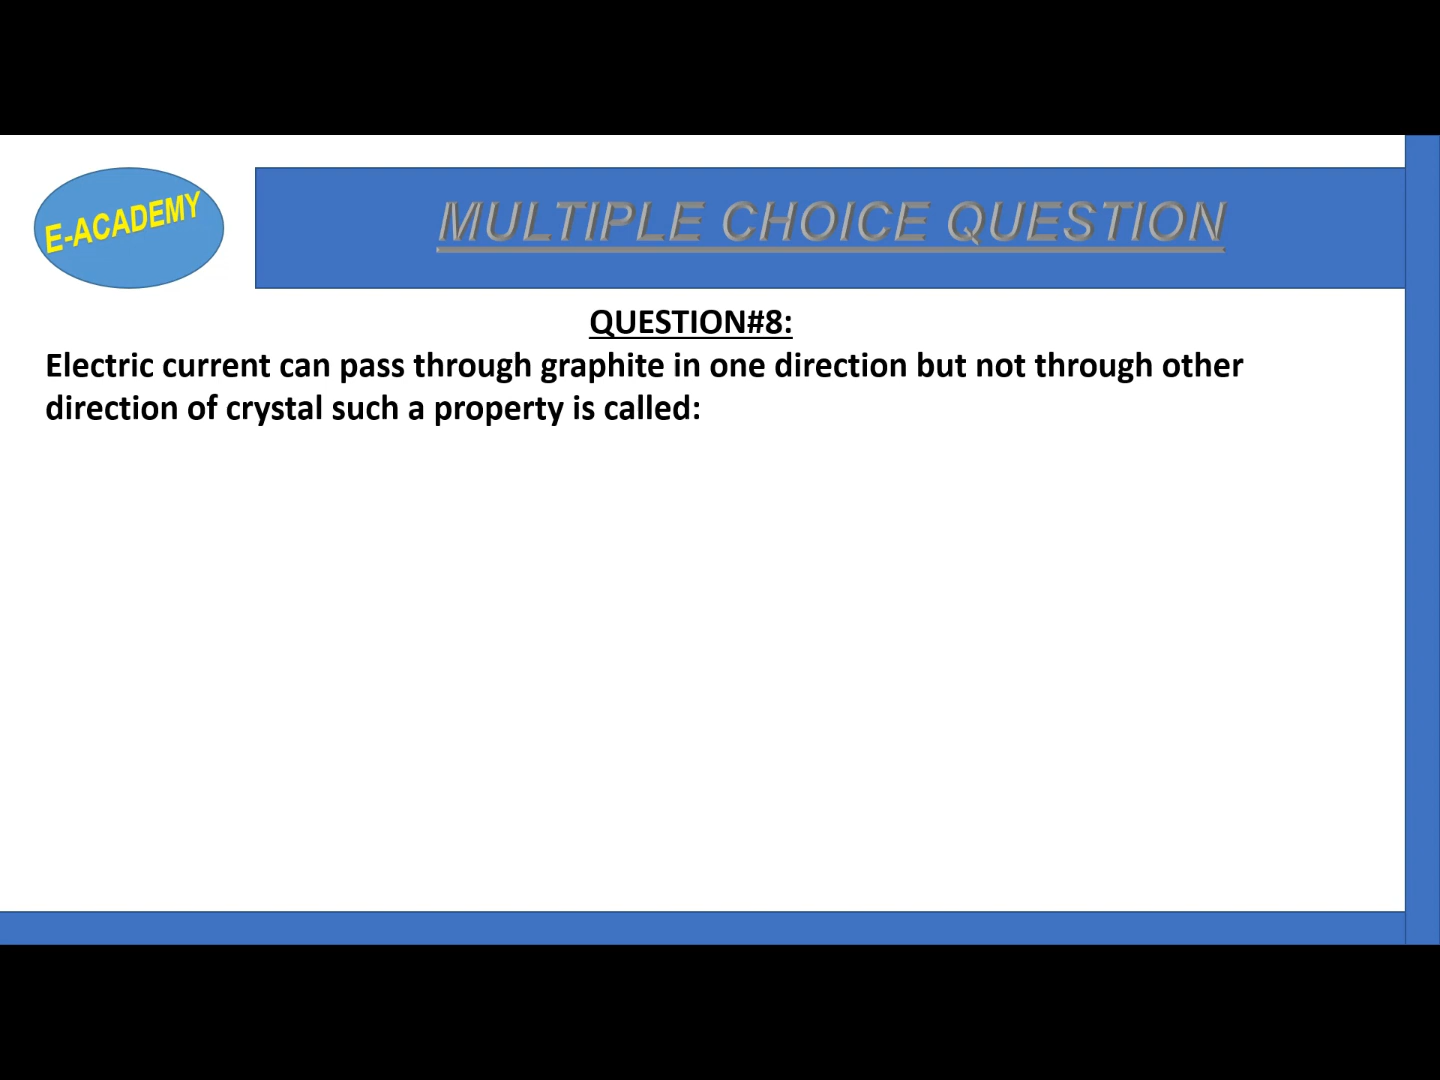 E-ACADEMY
MULTIPLE CHOICE QUESTION
QUESTION#8:
Electric current can pass through graphite in one direction but not through other
direction of crystal such a property is called: